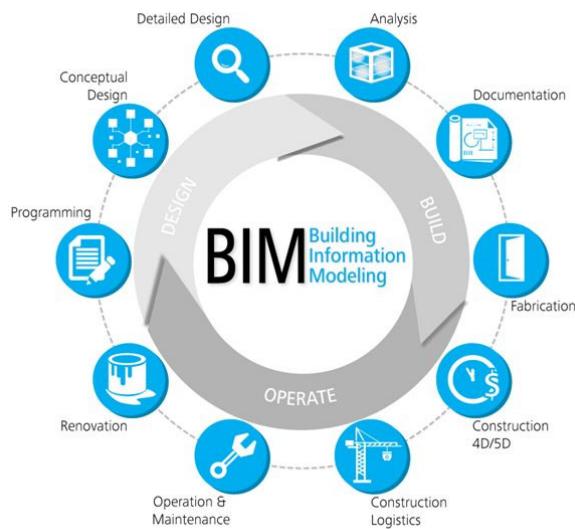 Detailed Design
Analysis
Conceptual
Design
Documentation
Programming
DESIGN
BUILD
BIM
Building
Information
Modeling
Fabrication
Renovation
OPERATE
Construction
4D/5D
Operation &
Maintenance
Construction
Logistics